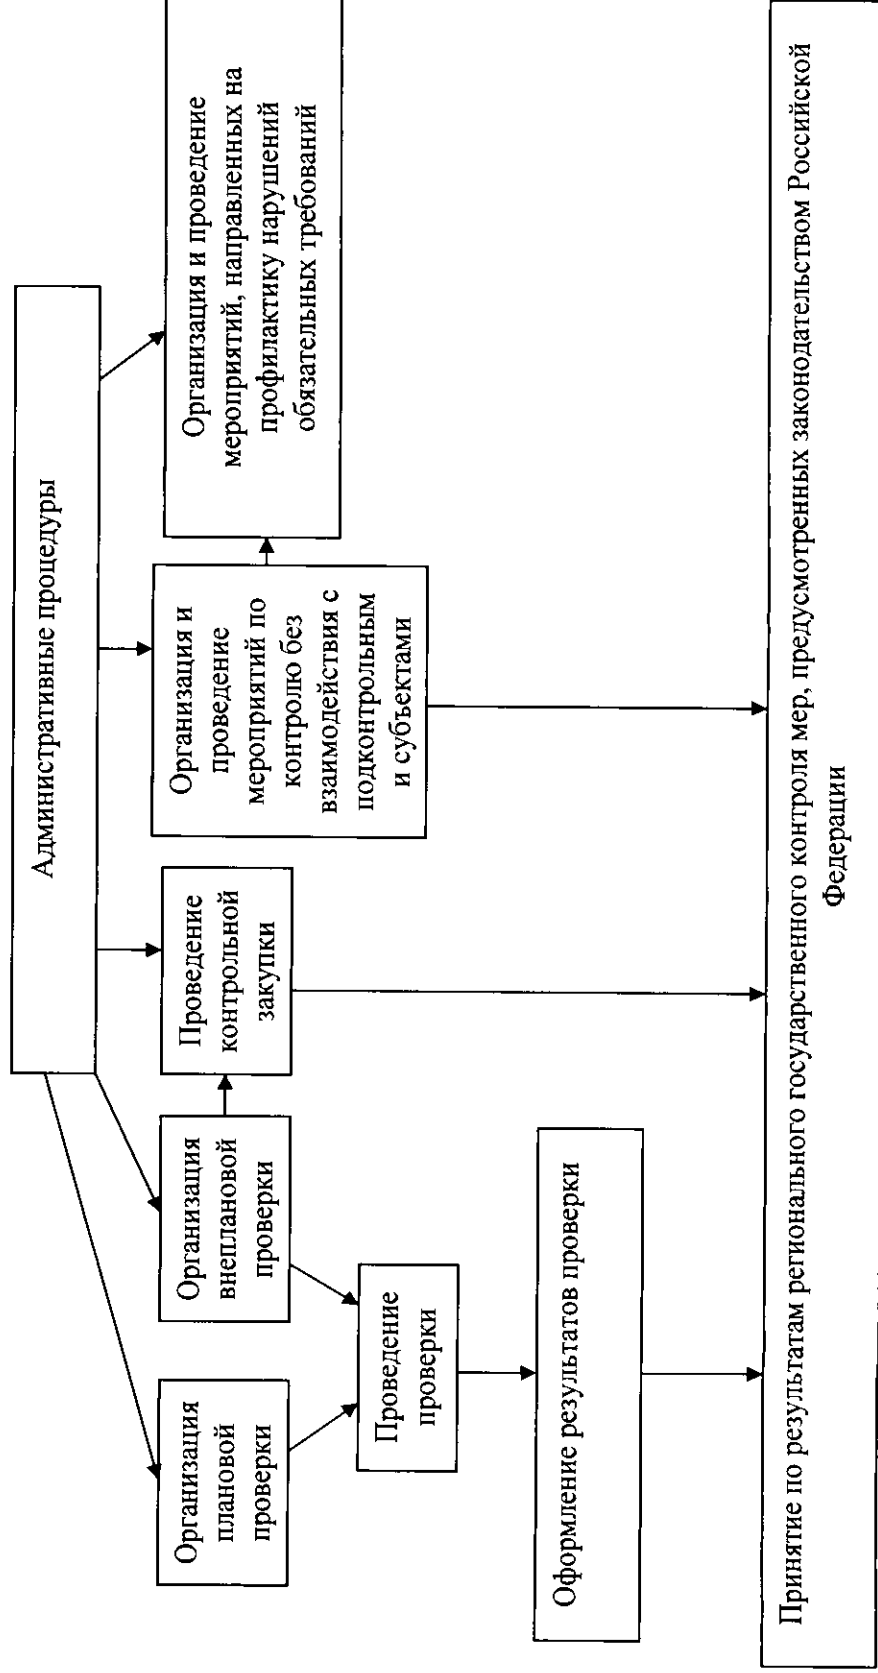 Административные процедуры
Организация
плановой
проверки
Организация
внеплановой
проверки
Проведение
контрольной
закупки
Организация и
проведение
мероприятий по
контролю без
взаимодействия с
подконтрольным
и субъектами
Организация и проведение
мероприятий, направленных на
профилактику нарушений
обязательных требований
Проведение
проверки
Оформление результатов проверки
Принятие по результатам регионального государственного контроля мер, предусмотренных законодательством Российской
Федерации